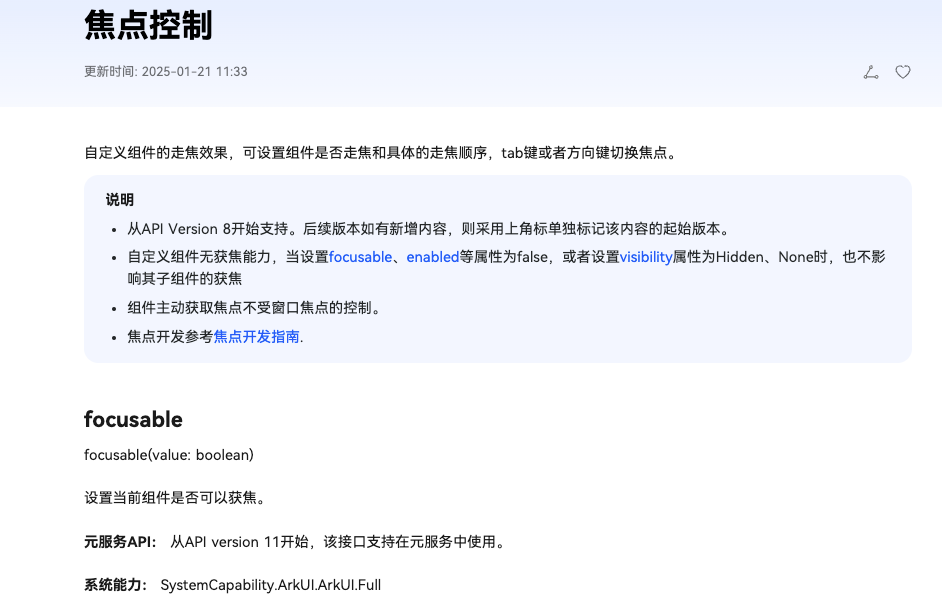 焦点控制
更新时间: 2025-01-21 11:33
自定义组件的走焦效果，可设置组件是否走焦和具体的走焦顺序，tab键或者方向键切换焦点。
说明
• 从API Version 8开始支持。后续版本如有新增内容，则采用上角标单独标记该内容的起始版本。
• 自定义组件无获焦能力，当设置focusable、enabled等属性为false，或者设置visibility属性为Hidden、None时，也不影
响其子组件的获焦
• 组件主动获取焦点不受窗口焦点的控制。
• 焦点开发参考焦点开发指南.
focusable
focusable(value: boolean)
设置当前组件是否可以获焦。
元服务API： 从API version 11开始，该接口支持在元服务中使用。
系统能力： SystemCapability.ArkUI.ArkUI.Full